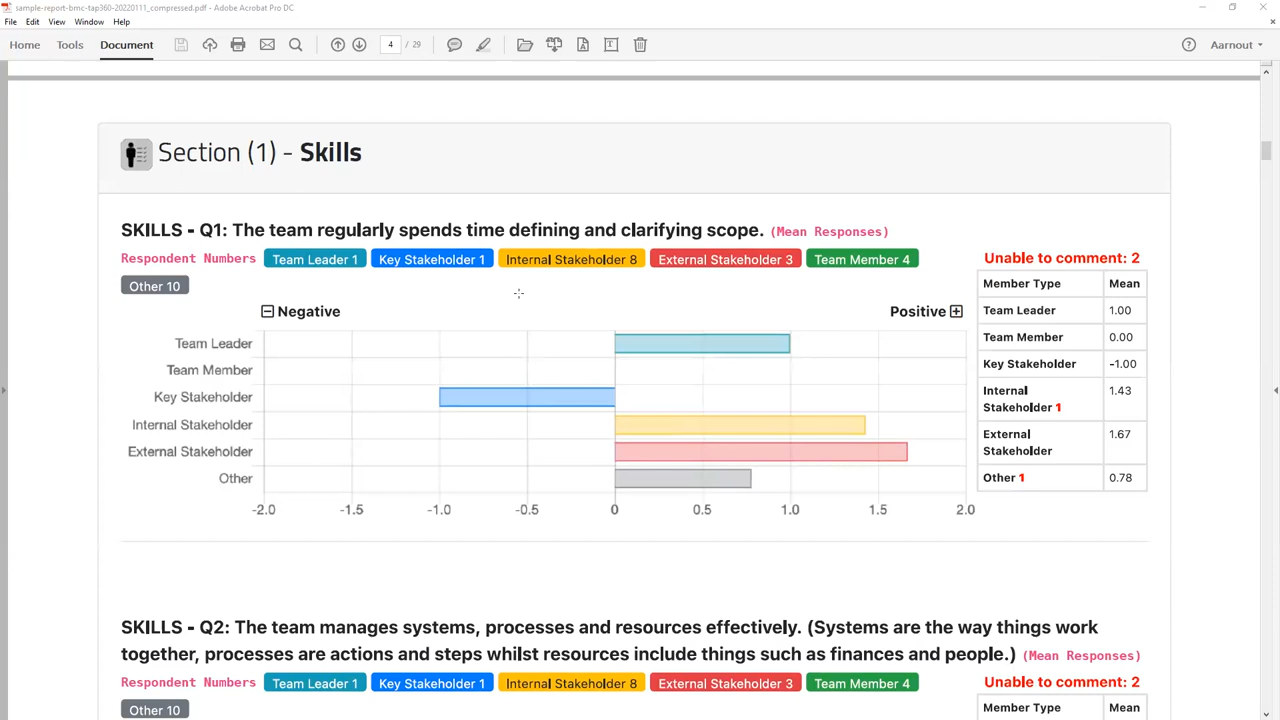 sample-report-bmc-tap360-20220111_compressed.pdf - Adobe Acrobat Pro DC
File Edit View Window Help
Home Tools Document 4 / 29 Aarnout
Section (1) - Skills
SKILLS - Q1: The team regularly spends time defining and clarifying scope. (Mean Responses)
Respondent Numbers Team Leader 1 Key Stakeholder 1 Internal Stakeholder 8 External Stakeholder 3 Team Member 4
Other 10
Negative Positive
Team Leader
Team Member
Key Stakeholder
Internal Stakeholder
External Stakeholder
Other
-2.0 -1.5 -1.0 -0.5 0 0.5 1.0 1.5 2.0
Unable to comment: 2
Member Type Mean
Team Leader 1.00
Team Member 0.00
Key Stakeholder -1.00
Internal 1.43
Stakeholder 1
External 1.67
Stakeholder
Other 1 0.78
SKILLS - Q2: The team manages systems, processes and resources effectively. (Systems are the way things work
together, processes are actions and steps whilst resources include things such as finances and people.) (Mean Responses)
Respondent Numbers Team Leader 1 Key Stakeholder 1 Internal Stakeholder 8 External Stakeholder 3 Team Member 4
Other 10
Unable to comment: 2
Member Type Mean